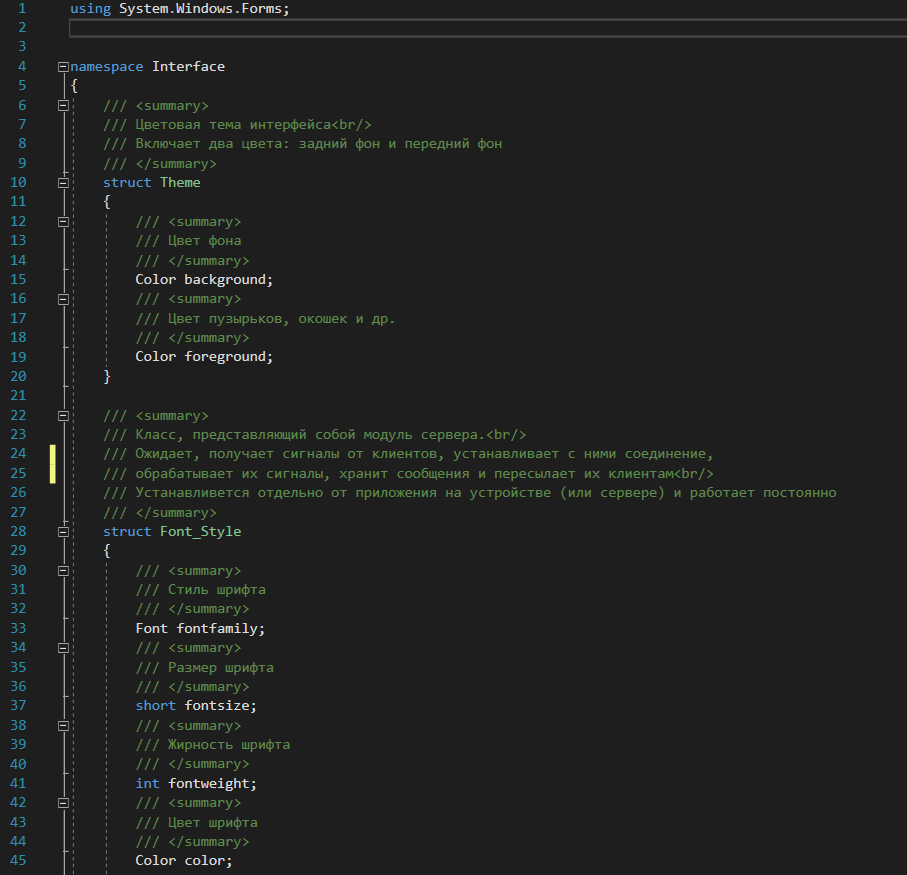 1 using System.Windows.Forms;
2
3
4 namespace Interface
5 {
6 /// <summary>
7 /// Цветовая тема интерфейса<br/>
8 /// Включает два цвета: задний фон и передний фон
9 /// </summary>
10 struct Theme
11 {
12 /// <summary>
13 /// Цвет фона
14 /// </summary>
15 Color background;
16 /// <summary>
17 /// Цвет пузырьков, окошек и др.
18 /// </summary>
19 Color foreground;
20 }
21
22 /// <summary>
23 /// Класс, представляющий собой модуль сервера.<br/>
24 /// Ожидает, получает сигналы от клиентов, устанавливает с ними соединение,
25 /// обрабатывает их сигналы, хранит сообщения и пересылает их клиентам<br/>
26 /// Устанавливется отдельно от приложения на устройстве (или сервере) и работает постоянно
27 /// </summary>
28 struct Font_Style
29 {
30 /// <summary>
31 /// Стиль шрифта
32 /// </summary>
33 Font fontfamily;
34 /// <summary>
35 /// Размер шрифта
36 /// </summary>
37 short fontsize;
38 /// <summary>
39 /// Жирность шрифта
40 /// </summary>
41 int fontweight;
42 /// <summary>
43 /// Цвет шрифта
44 /// </summary>
45 Color color;